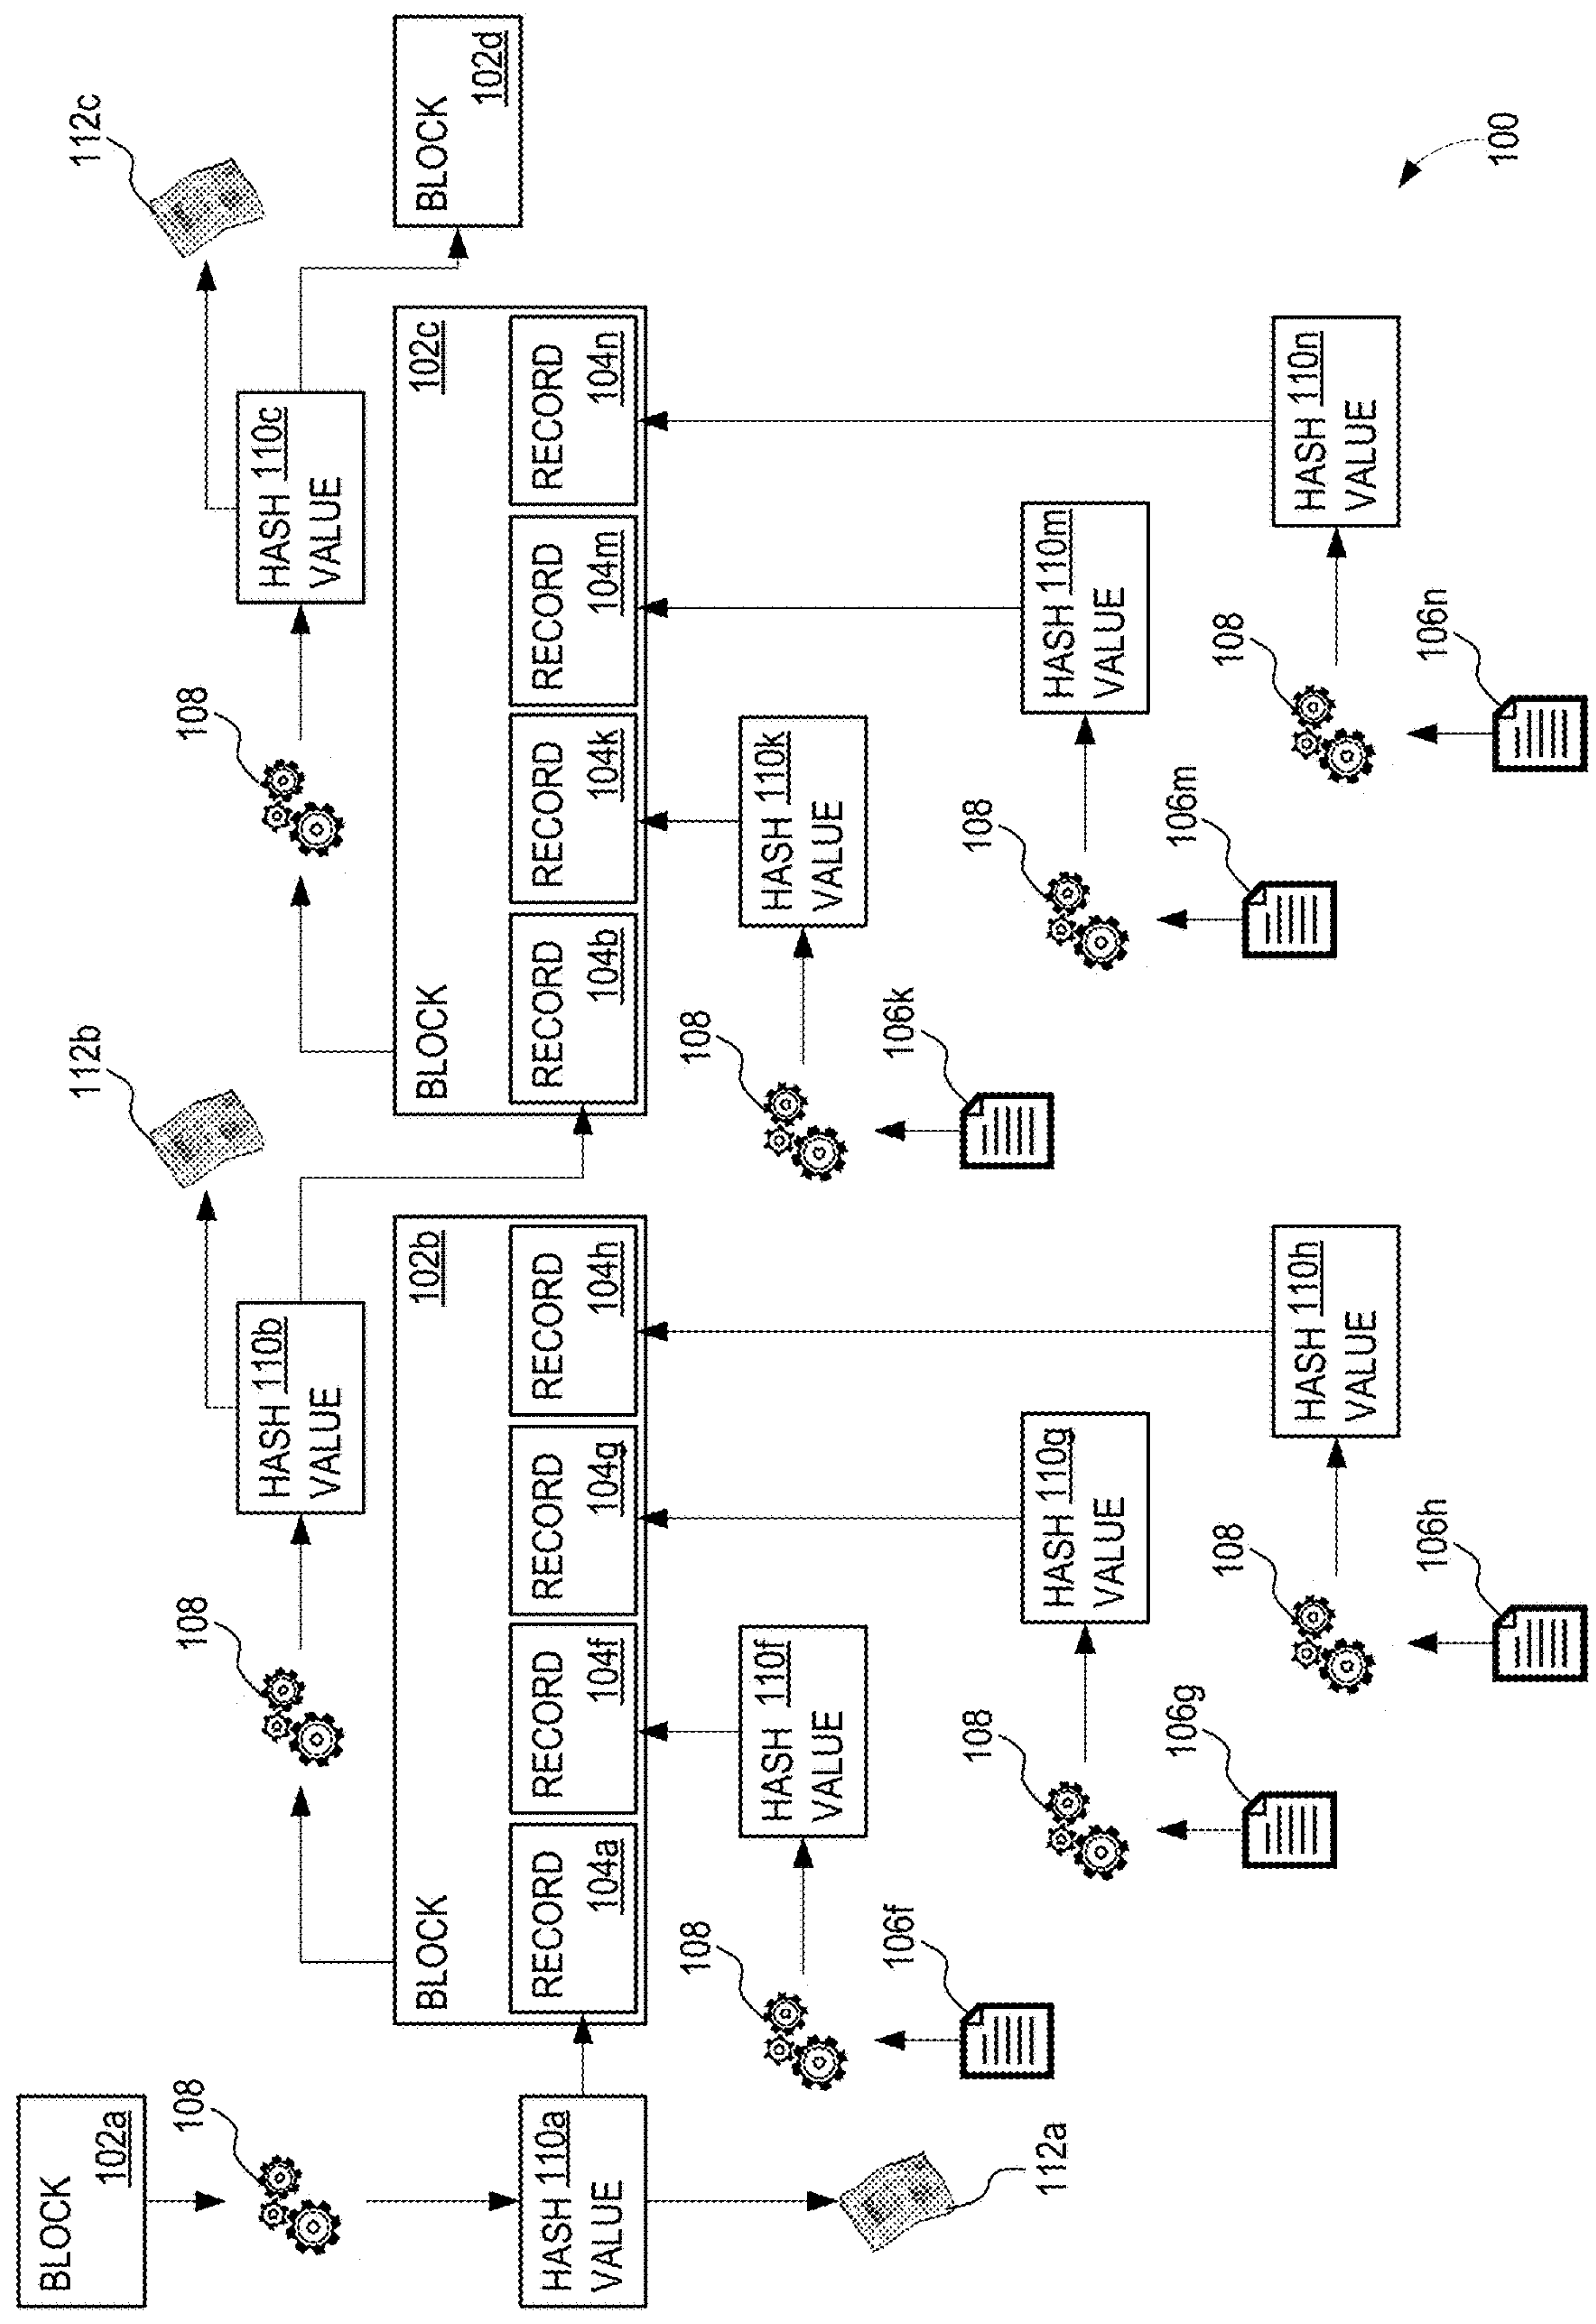 112b
112c
108
HASH 110b
VALUE
108
HASH 110c
VALUE
BLOCK
102a
108
HASH 110a
VALUE
112a
BLOCK
102b
RECORD
104a
RECORD
104f
RECORD
104g
RECORD
104h
BLOCK
102c
RECORD
104b
RECORD
104k
RECORD
104m
RECORD
104n
BLOCK
102d
108
HASH 110f
VALUE
106f
108
HASH 110g
VALUE
106g
108
HASH 110h
VALUE
106h
108
HASH 110k
VALUE
106k
108
HASH 110m
VALUE
106m
108
HASH 110n
VALUE
106n
100